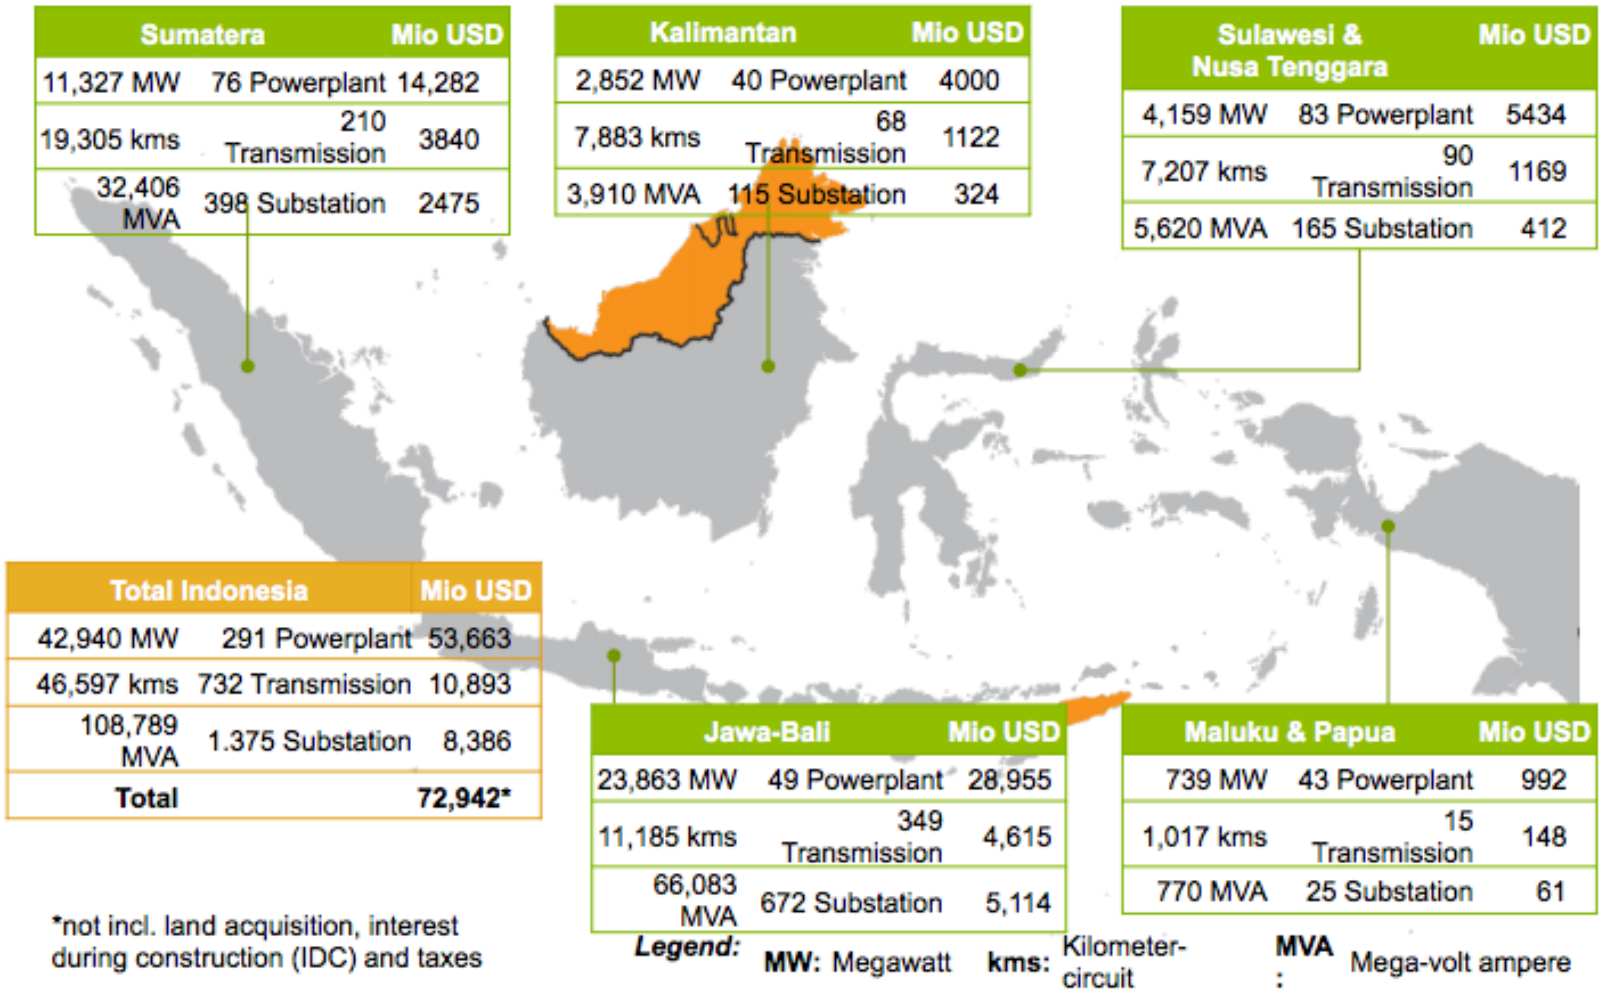 Sumatera Mio USD
11,327 MW 76 Powerplant 14,282
19,305 kms 210 Transmission 3840
32,406 MVA 398 Substation 2475
Kalimantan Mio USD
2,852 MW 40 Powerplant 4000
7,883 kms 68 Transmission 1122
3,910 MVA 115 Substation 324
Sulawesi & Nusa Tenggara Mio USD
4,159 MW 83 Powerplant 5434
7,207 kms 90 Transmission 1169
5,620 MVA 165 Substation 412
Total Indonesia Mio USD
42,940 MW 291 Powerplant 53,663
46,597 kms 732 Transmission 10,893
108,789 MVA 1.375 Substation 8,386
Total 72,942*
Jawa-Bali Mio USD
23,863 MW 49 Powerplant 28,955
11,185 kms 349 Transmission 4,615
66,083 MVA 672 Substation 5,114
Maluku & Papua Mio USD
739 MW 43 Powerplant 992
1,017 kms 15 Transmission 148
770 MVA 25 Substation 61
*not incl. land acquisition, interest
during construction (IDC) and taxes
Legend: MW: Megawatt kms: Kilometer-circuit MVA : Mega-volt ampere